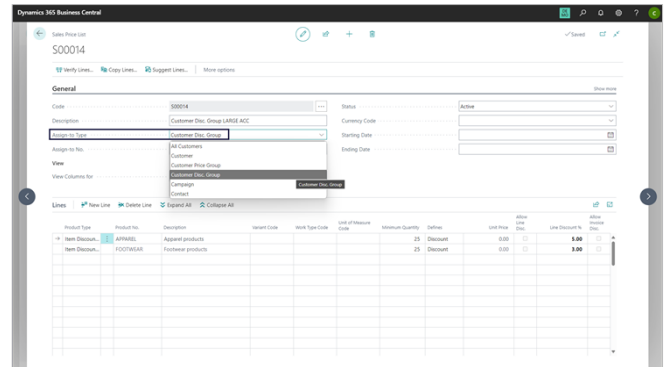 Dynamics 365 Business Central
Sales Price List
S00014
Saved
Verify Lines...
Copy Lines...
Suggest Lines...
More options
General
Show more
Code
S00014
Status
Active
Description
Customer Disc. Group LARGE ACC
Currency Code
Assign-to Type
Customer Disc. Group
Starting Date
Assign-to No.
Ending Date
All Customers
Customer
Customer Price Group
Customer Disc. Group
Campaign
Contact
Customer Disc. Group
View
View Columns for
Lines
New Line
Delete Line
Expand All
Collapse All
Product Type
Product No.
Description
Variant Code
Work Type Code
Unit of Measure Code
Minimum Quantity
Defines
Unit Price
Allow Line Disc.
Line Discount %
Allow Invoice Disc.
Item Discoun... APPAREL Apparel products 25 Discount 0.00 5.00
Item Discoun... FOOTWEAR Footwear products 25 Discount 0.00 3.00